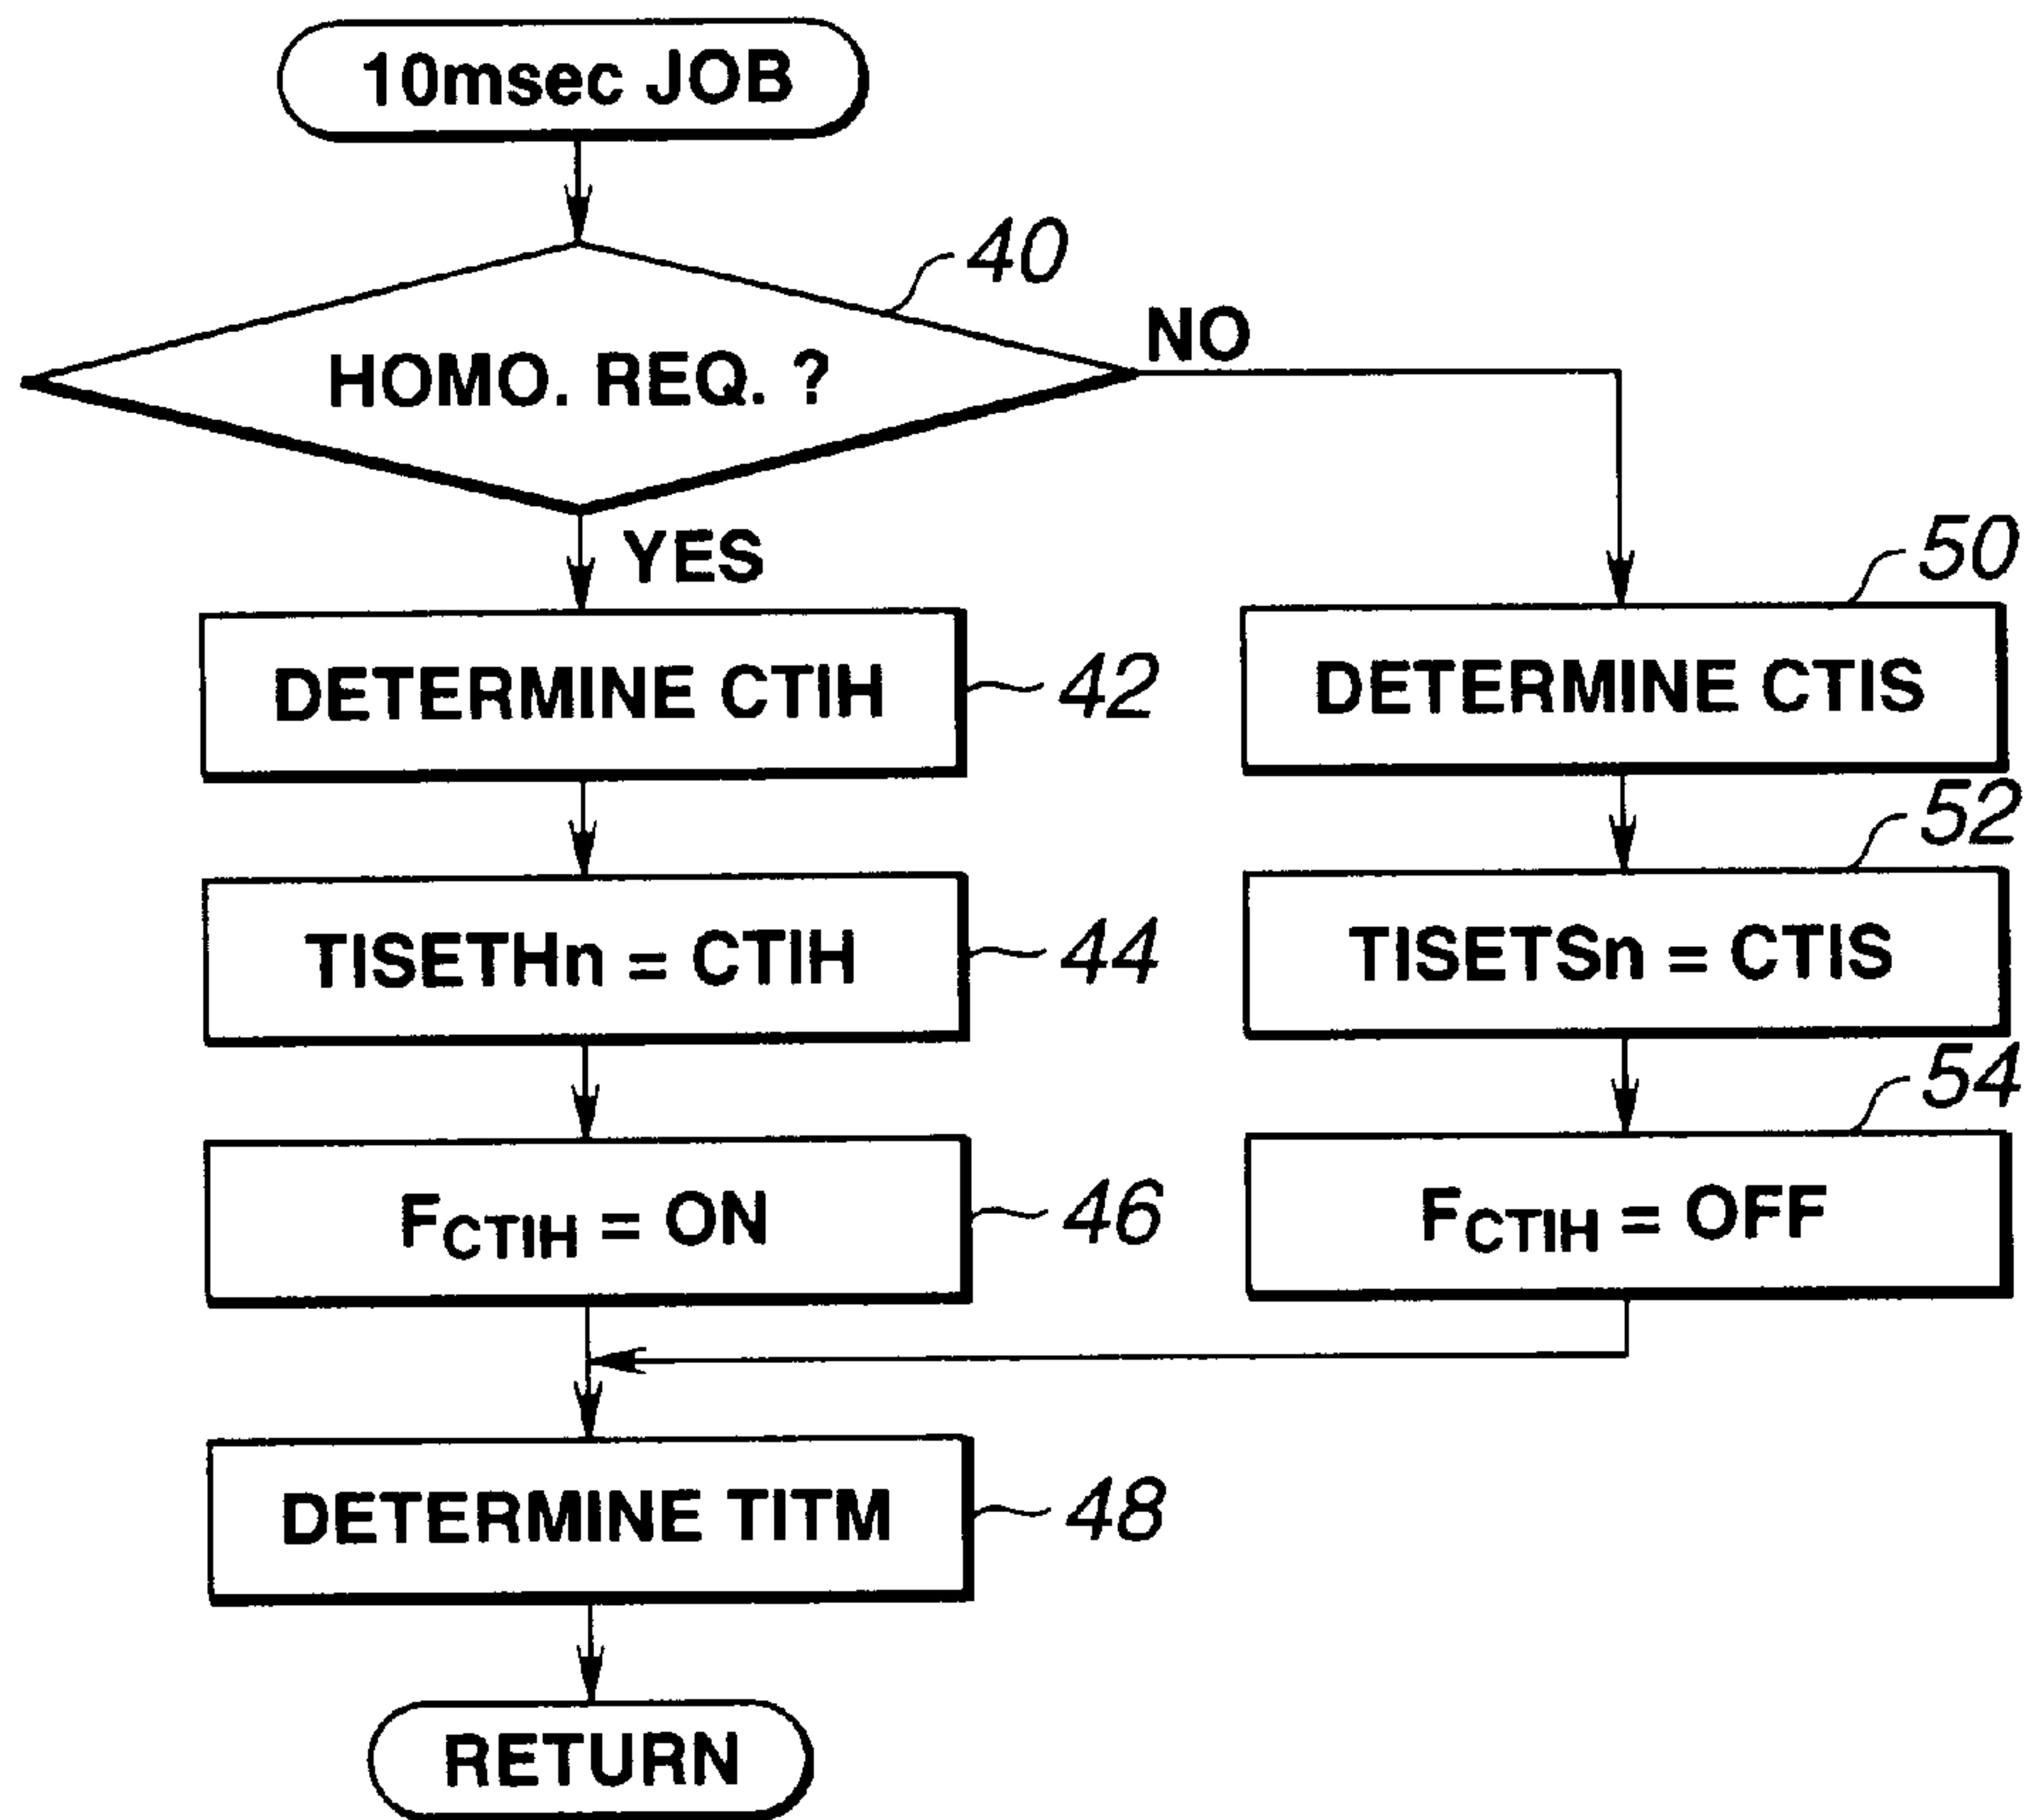 10msec JOB
40
HOMO. REQ. ?
NO
YES
50
DETERMINE CTIH
42
DETERMINE CTIS
52
TISETHn = CTIH
44
TISETSn = CTIS
54
FCTIH = ON
46
FCTIH = OFF
DETERMINE TITM
48
RETURN